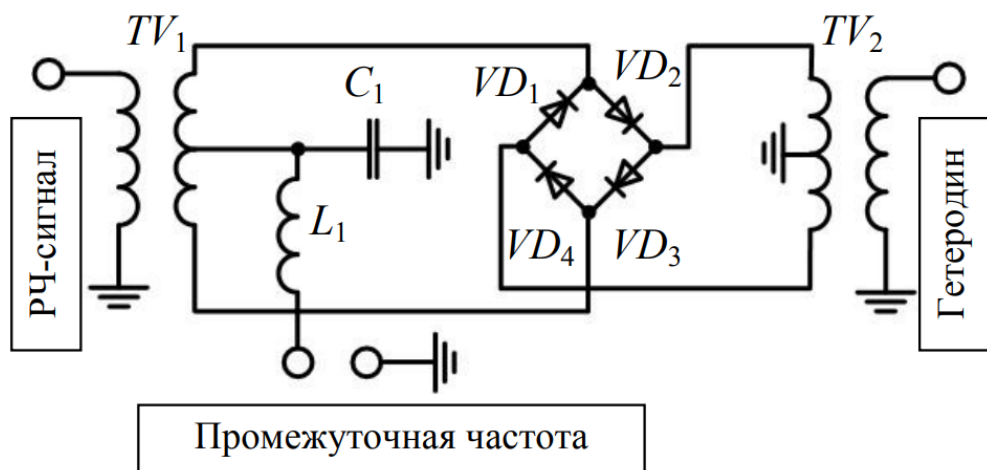 TV1
TV2
C1
VD1
VD2
РЧ-сигнал
L1
VD4
VD3
Гетеродин
Промежуточная частота